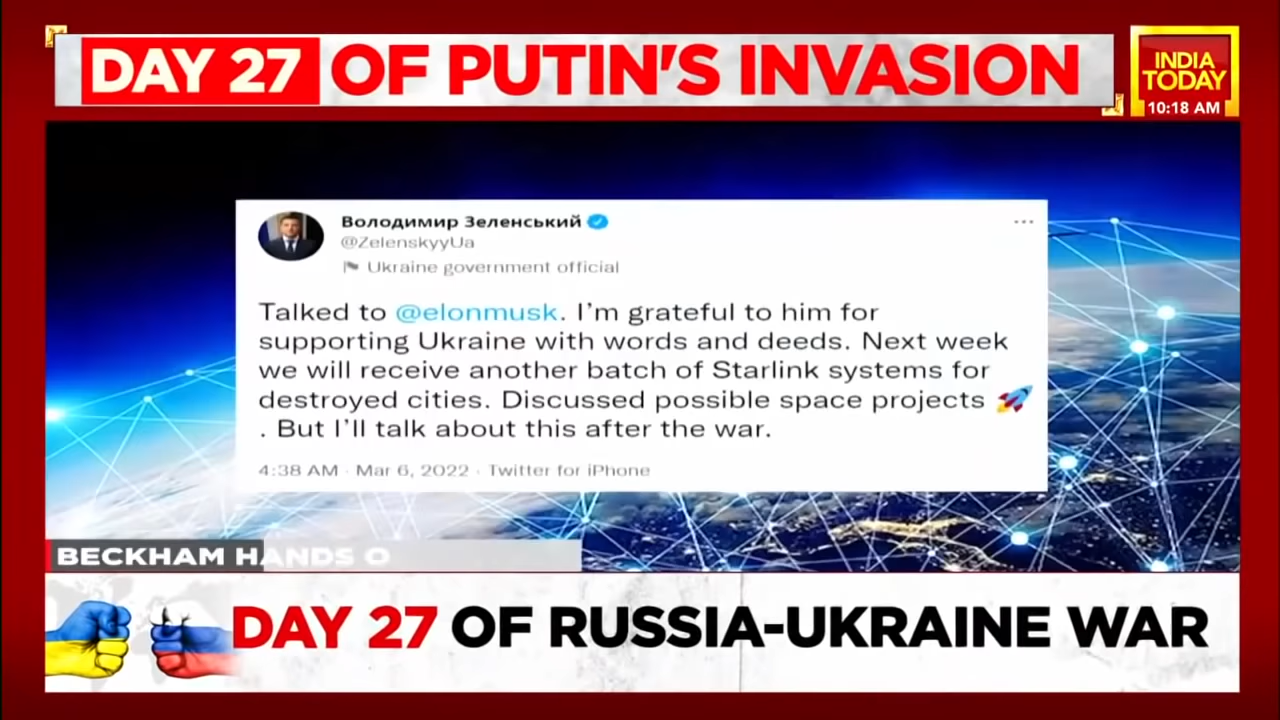 DAY 27 OF PUTIN'S INVASION
INDIA
TODAY
10:18 AM
Володимир Зеленський
@ZelenskyyUa
Ukraine government official
Talked to @elonmusk. I’m grateful to him for
supporting Ukraine with words and deeds. Next week
we will receive another batch of Starlink systems for
destroyed cities. Discussed possible space projects 🚀
. But I’ll talk about this after the war.
4:38 AM · Mar 6, 2022 · Twitter for iPhone
BECKHAM HANDS O
DAY 27 OF RUSSIA-UKRAINE WAR